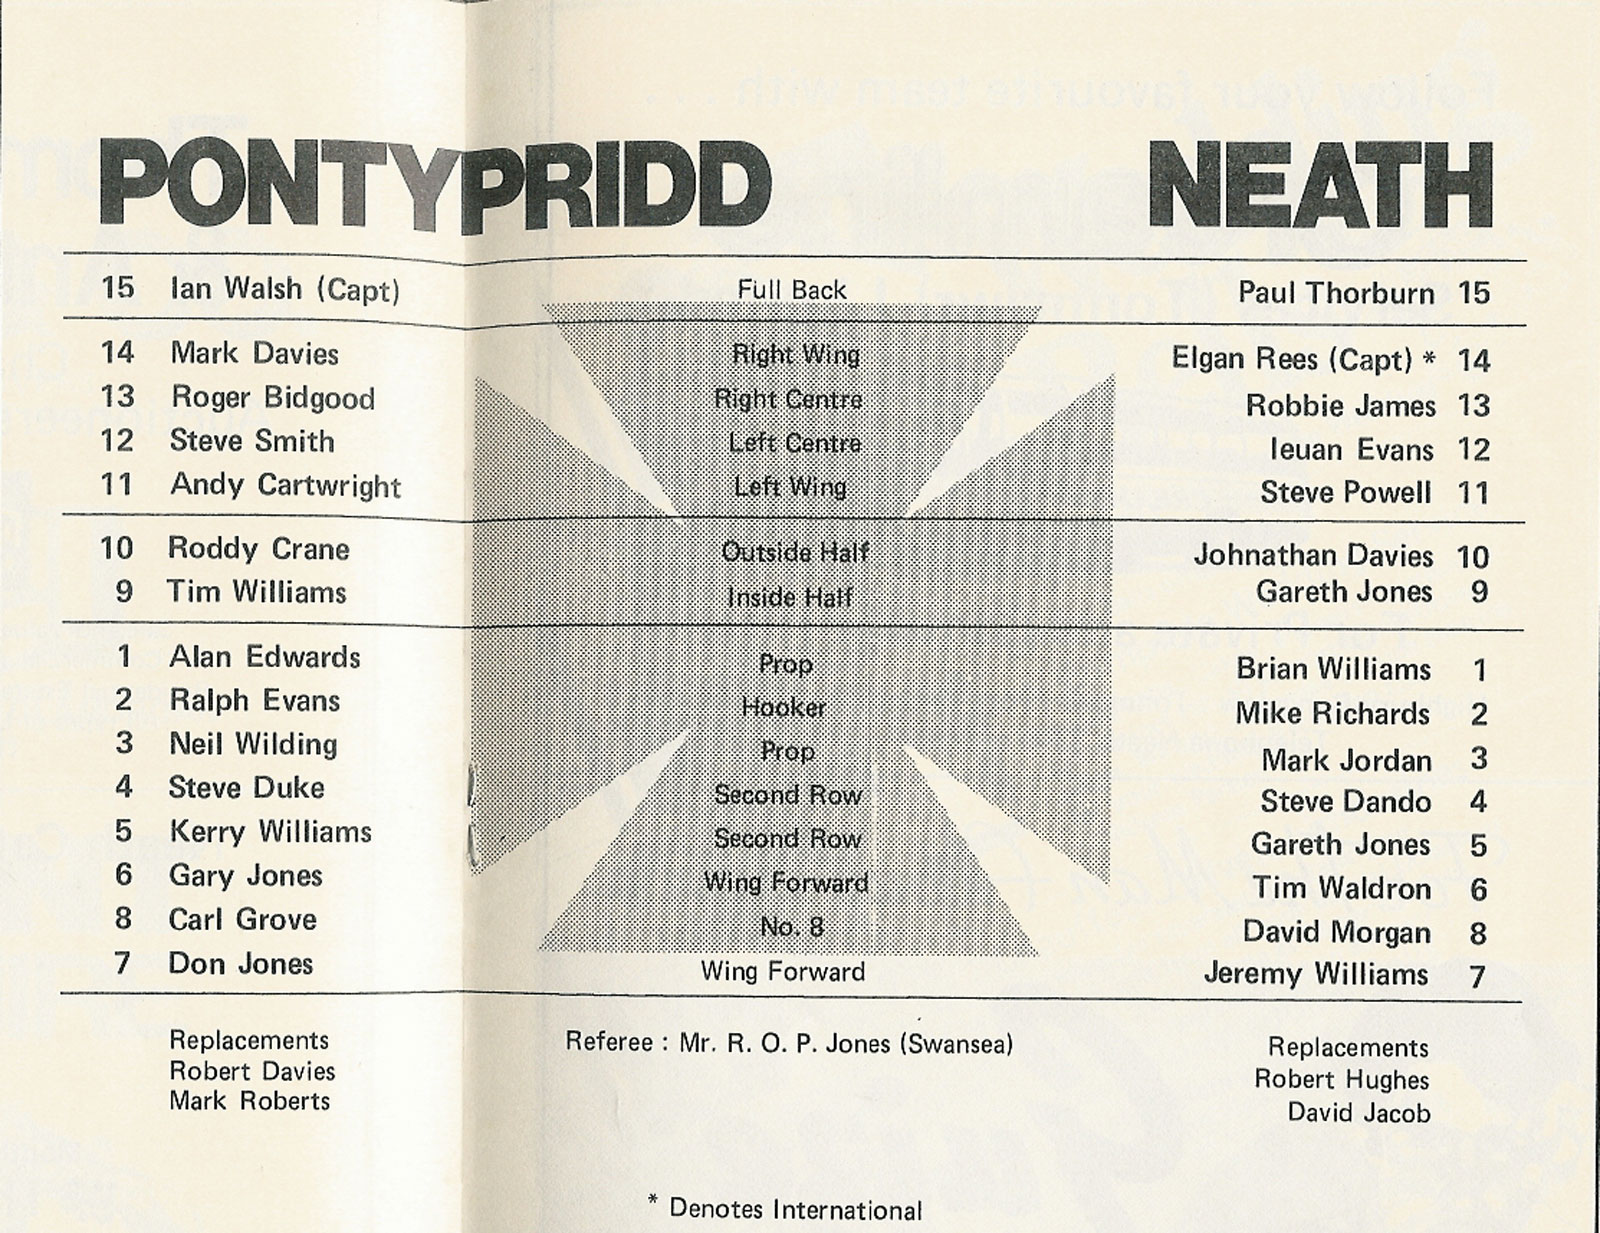 PONTYPRIDD NEATH
15 Ian Walsh (Capt) Full Back Paul Thorburn 15
14 Mark Davies Right Wing Elgan Rees (Capt) * 14
13 Roger Bidgood Right Centre Robbie James 13
12 Steve Smith Left Centre Ieuan Evans 12
11 Andy Cartwright Left Wing Steve Powell 11
10 Roddy Crane Outside Half Johnathan Davies 10
9 Tim Williams Inside Half Gareth Jones 9
1 Alan Edwards Prop Brian Williams 1
2 Ralph Evans Hooker Mike Richards 2
3 Neil Wilding Prop Mark Jordan 3
4 Steve Duke Second Row Steve Dando 4
5 Kerry Williams Second Row Gareth Jones 5
6 Gary Jones Wing Forward Tim Waldron 6
8 Carl Grove No. 8 David Morgan 8
7 Don Jones Wing Forward Jeremy Williams 7
Replacements Referee : Mr. R. O. P. Jones (Swansea) Replacements
Robert Davies Robert Hughes
Mark Roberts David Jacob
* Denotes International